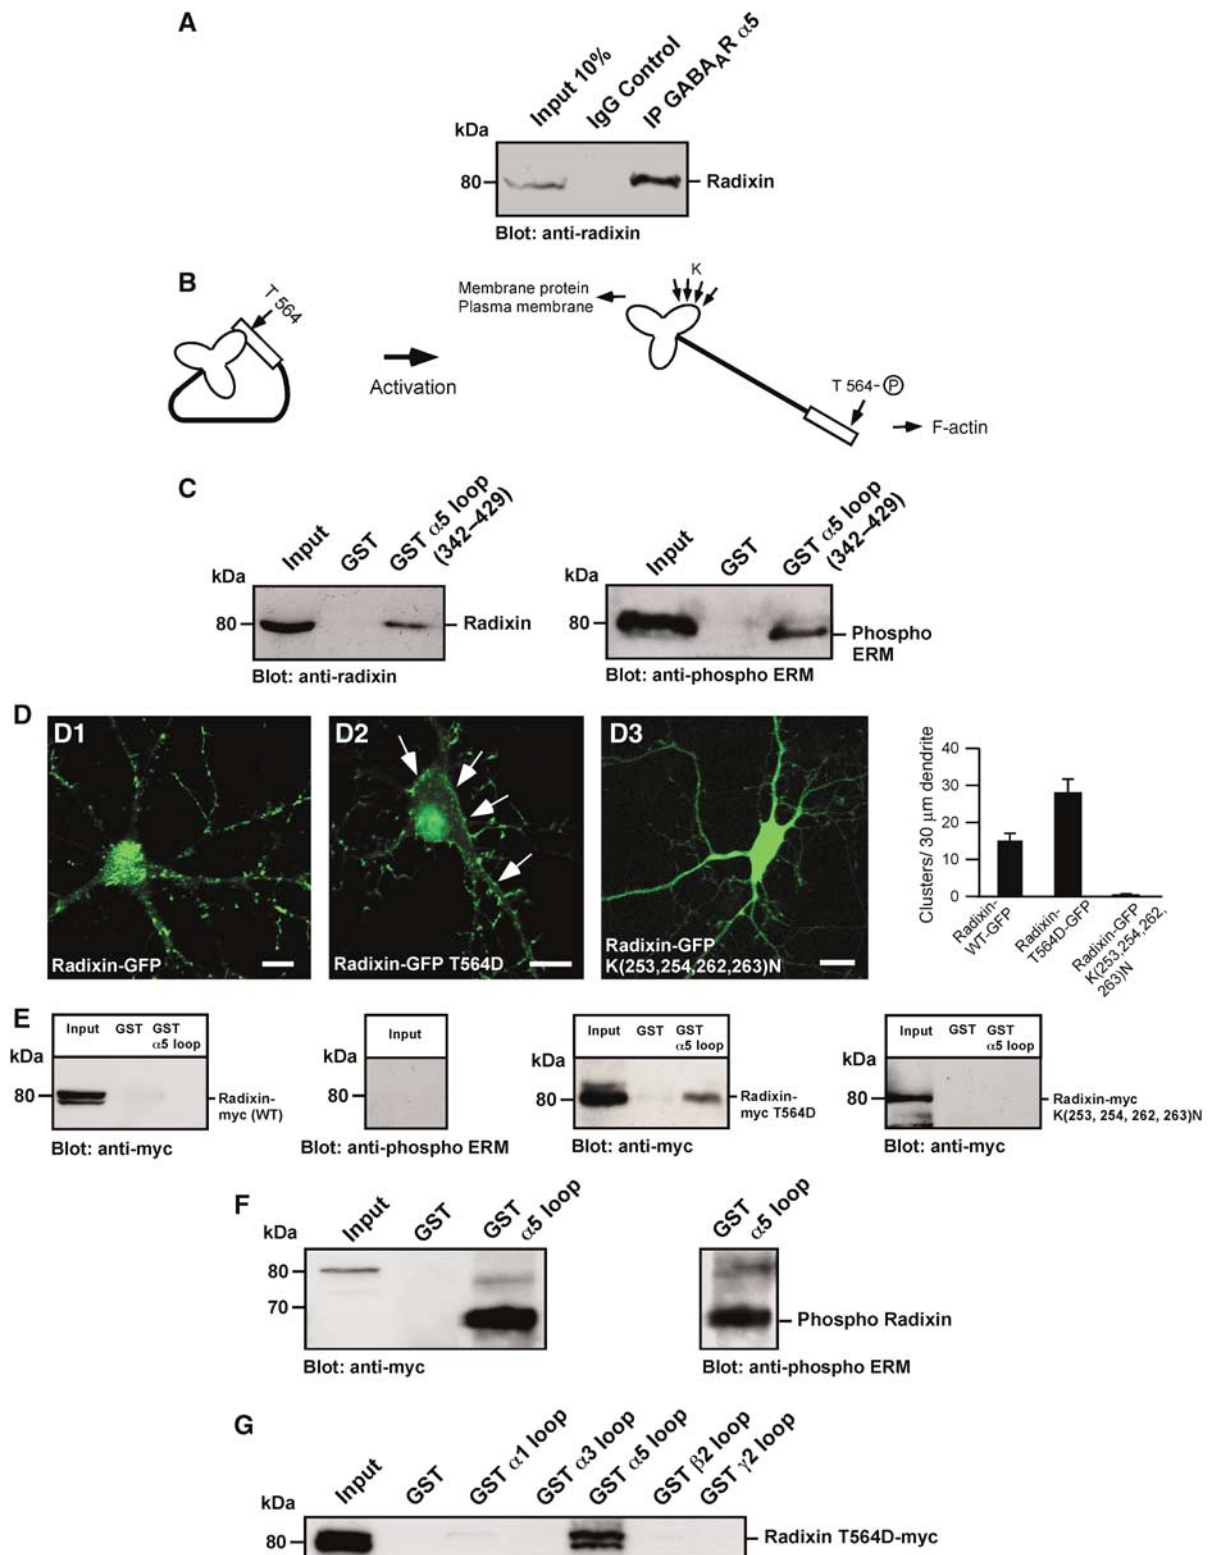 A
Input 10%
IgG Control
IP GABAAR α5
kDa
80
Radixin
Blot: anti-radixin
B
T 564
Activation
Membrane protein
Plasma membrane
K
T 564-P
F-actin
C
kDa
Input
GST
GST α5 loop
(342–429)
80
Radixin
Blot: anti-radixin
kDa
Input
GST
GST α5 loop
(342–429)
80
Phospho
ERM
Blot: anti-phospho ERM
D
D1
Radixin-GFP
D2
Radixin-GFP T564D
D3
Radixin-GFP
K(253,254,262,263)N
Clusters/ 30 μm dendrite
40
30
20
10
0
Radixin-
WT-GFP
Radixin-
T564D-GFP
Radixin-GFP
K(253,254,262,
263)N
E
kDa
Input GST GST
α5 loop
80
Radixin-
myc (WT)
Blot: anti-myc
kDa
Input
80
Blot: anti-phospho ERM
kDa
Input GST GST
α5 loop
80
Radixin-
myc T564D
Blot: anti-myc
kDa
Input GST GST
α5 loop
80
Radixin-myc
K(253, 254, 262, 263)N
Blot: anti-myc
F
kDa
Input
GST
GST
α5 loop
80
70
Blot: anti-myc
GST
α5 loop
Phospho Radixin
Blot: anti-phospho ERM
G
kDa
Input
GST
GST α1 loop
GST α3 loop
GST α5 loop
GST β2 loop
GST γ2 loop
80
Radixin T564D-myc